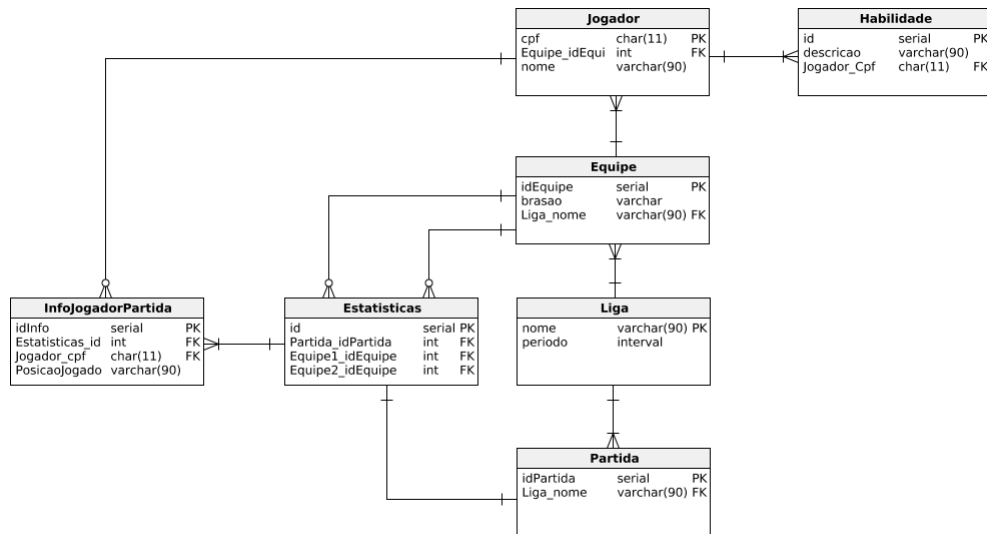 Jogador
cpf char(11) PK
Equipe_idEqui int FK
nome varchar(90)
Habilidade
id serial PK
descricao varchar(90)
Jogador_Cpf char(11) FK
Equipe
idEquipe serial PK
brasao varchar
Liga_nome varchar(90) FK
InfoJogadorPartida
idInfo serial PK
Estatisticas_id int FK
Jogador_cpf char(11) FK
PosicaoJogado varchar(90)
Estatisticas
id serial PK
Partida_idPartida int FK
Equipe1_idEquipe int FK
Equipe2_idEquipe int FK
Liga
nome varchar(90) PK
periodo interval
Partida
idPartida serial PK
Liga_nome varchar(90) FK